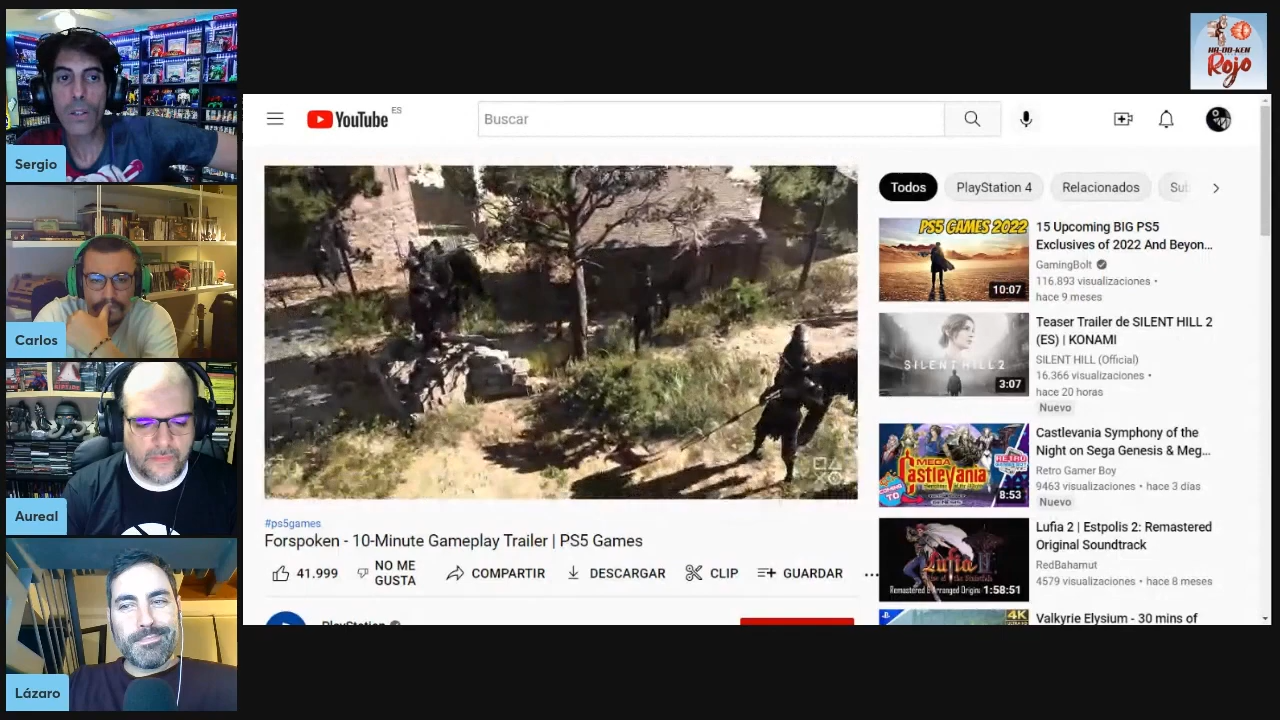 Sergio
Carlos
Aureal
Lázaro
HA-DO-KEN
Rojo
YouTube ES
Buscar
Todos
PlayStation 4
Relacionados
#ps5games
Forspoken - 10-Minute Gameplay Trailer | PS5 Games
41.999
NO ME GUSTA
COMPARTIR
DESCARGAR
CLIP
GUARDAR
PlayStation
PS5 GAMES 2022
10:07
15 Upcoming BIG PS5
Exclusives of 2022 And Beyon...
GamingBolt
116.893 visualizaciones •
hace 9 meses
SILENT HILL 2
3:07
Teaser Trailer de SILENT HILL 2
(ES) | KONAMI
SILENT HILL (Official)
16.366 visualizaciones •
hace 20 horas
Nuevo
MEGA
Castlevania
8:53
Castlevania Symphony of the
Night on Sega Genesis & Meg...
Retro Gamer Boy
9463 visualizaciones • hace 3 días
Nuevo
Lufia II
1:58:51
Lufia 2 | Estpolis 2: Remastered
Original Soundtrack
RedBahamut
4579 visualizaciones • hace 8 meses
4K
Valkyrie Elysium - 30 mins of